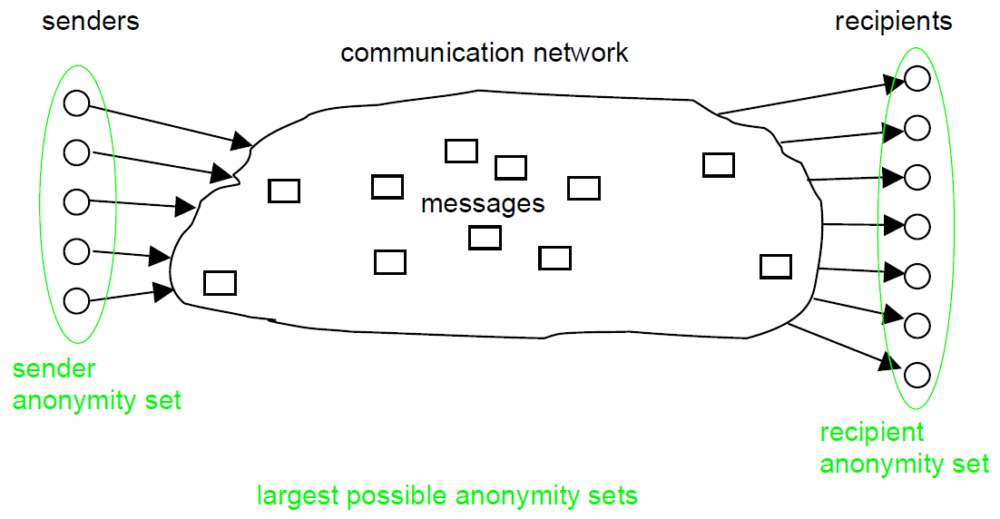 senders
recipients
communication network
messages
sender
anonymity set
recipient
anonymity set
largest possible anonymity sets